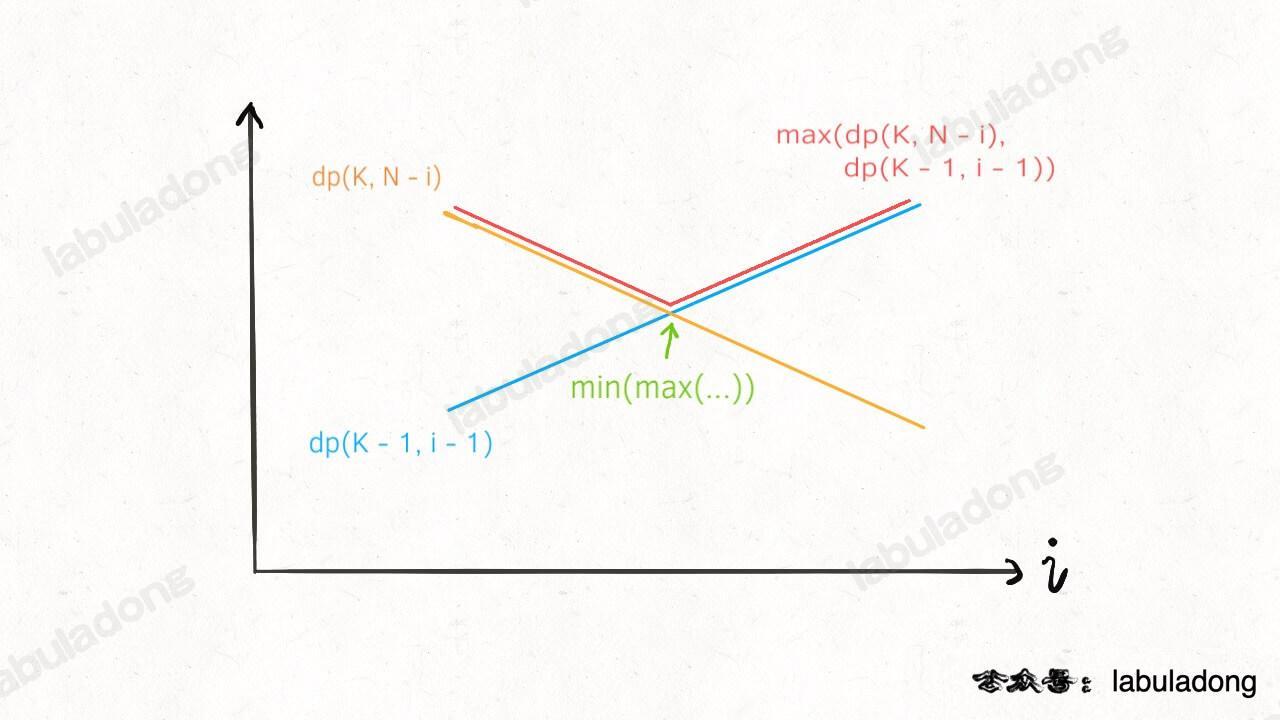 max(dp(K, N - i),
dp(K - 1, i - 1))
dp(K, N - i)
min(max(...))
dp(K - 1, i - 1)
i
公众号: labuladong
labuladong
labuladong
labuladong
labuladong
labuladong